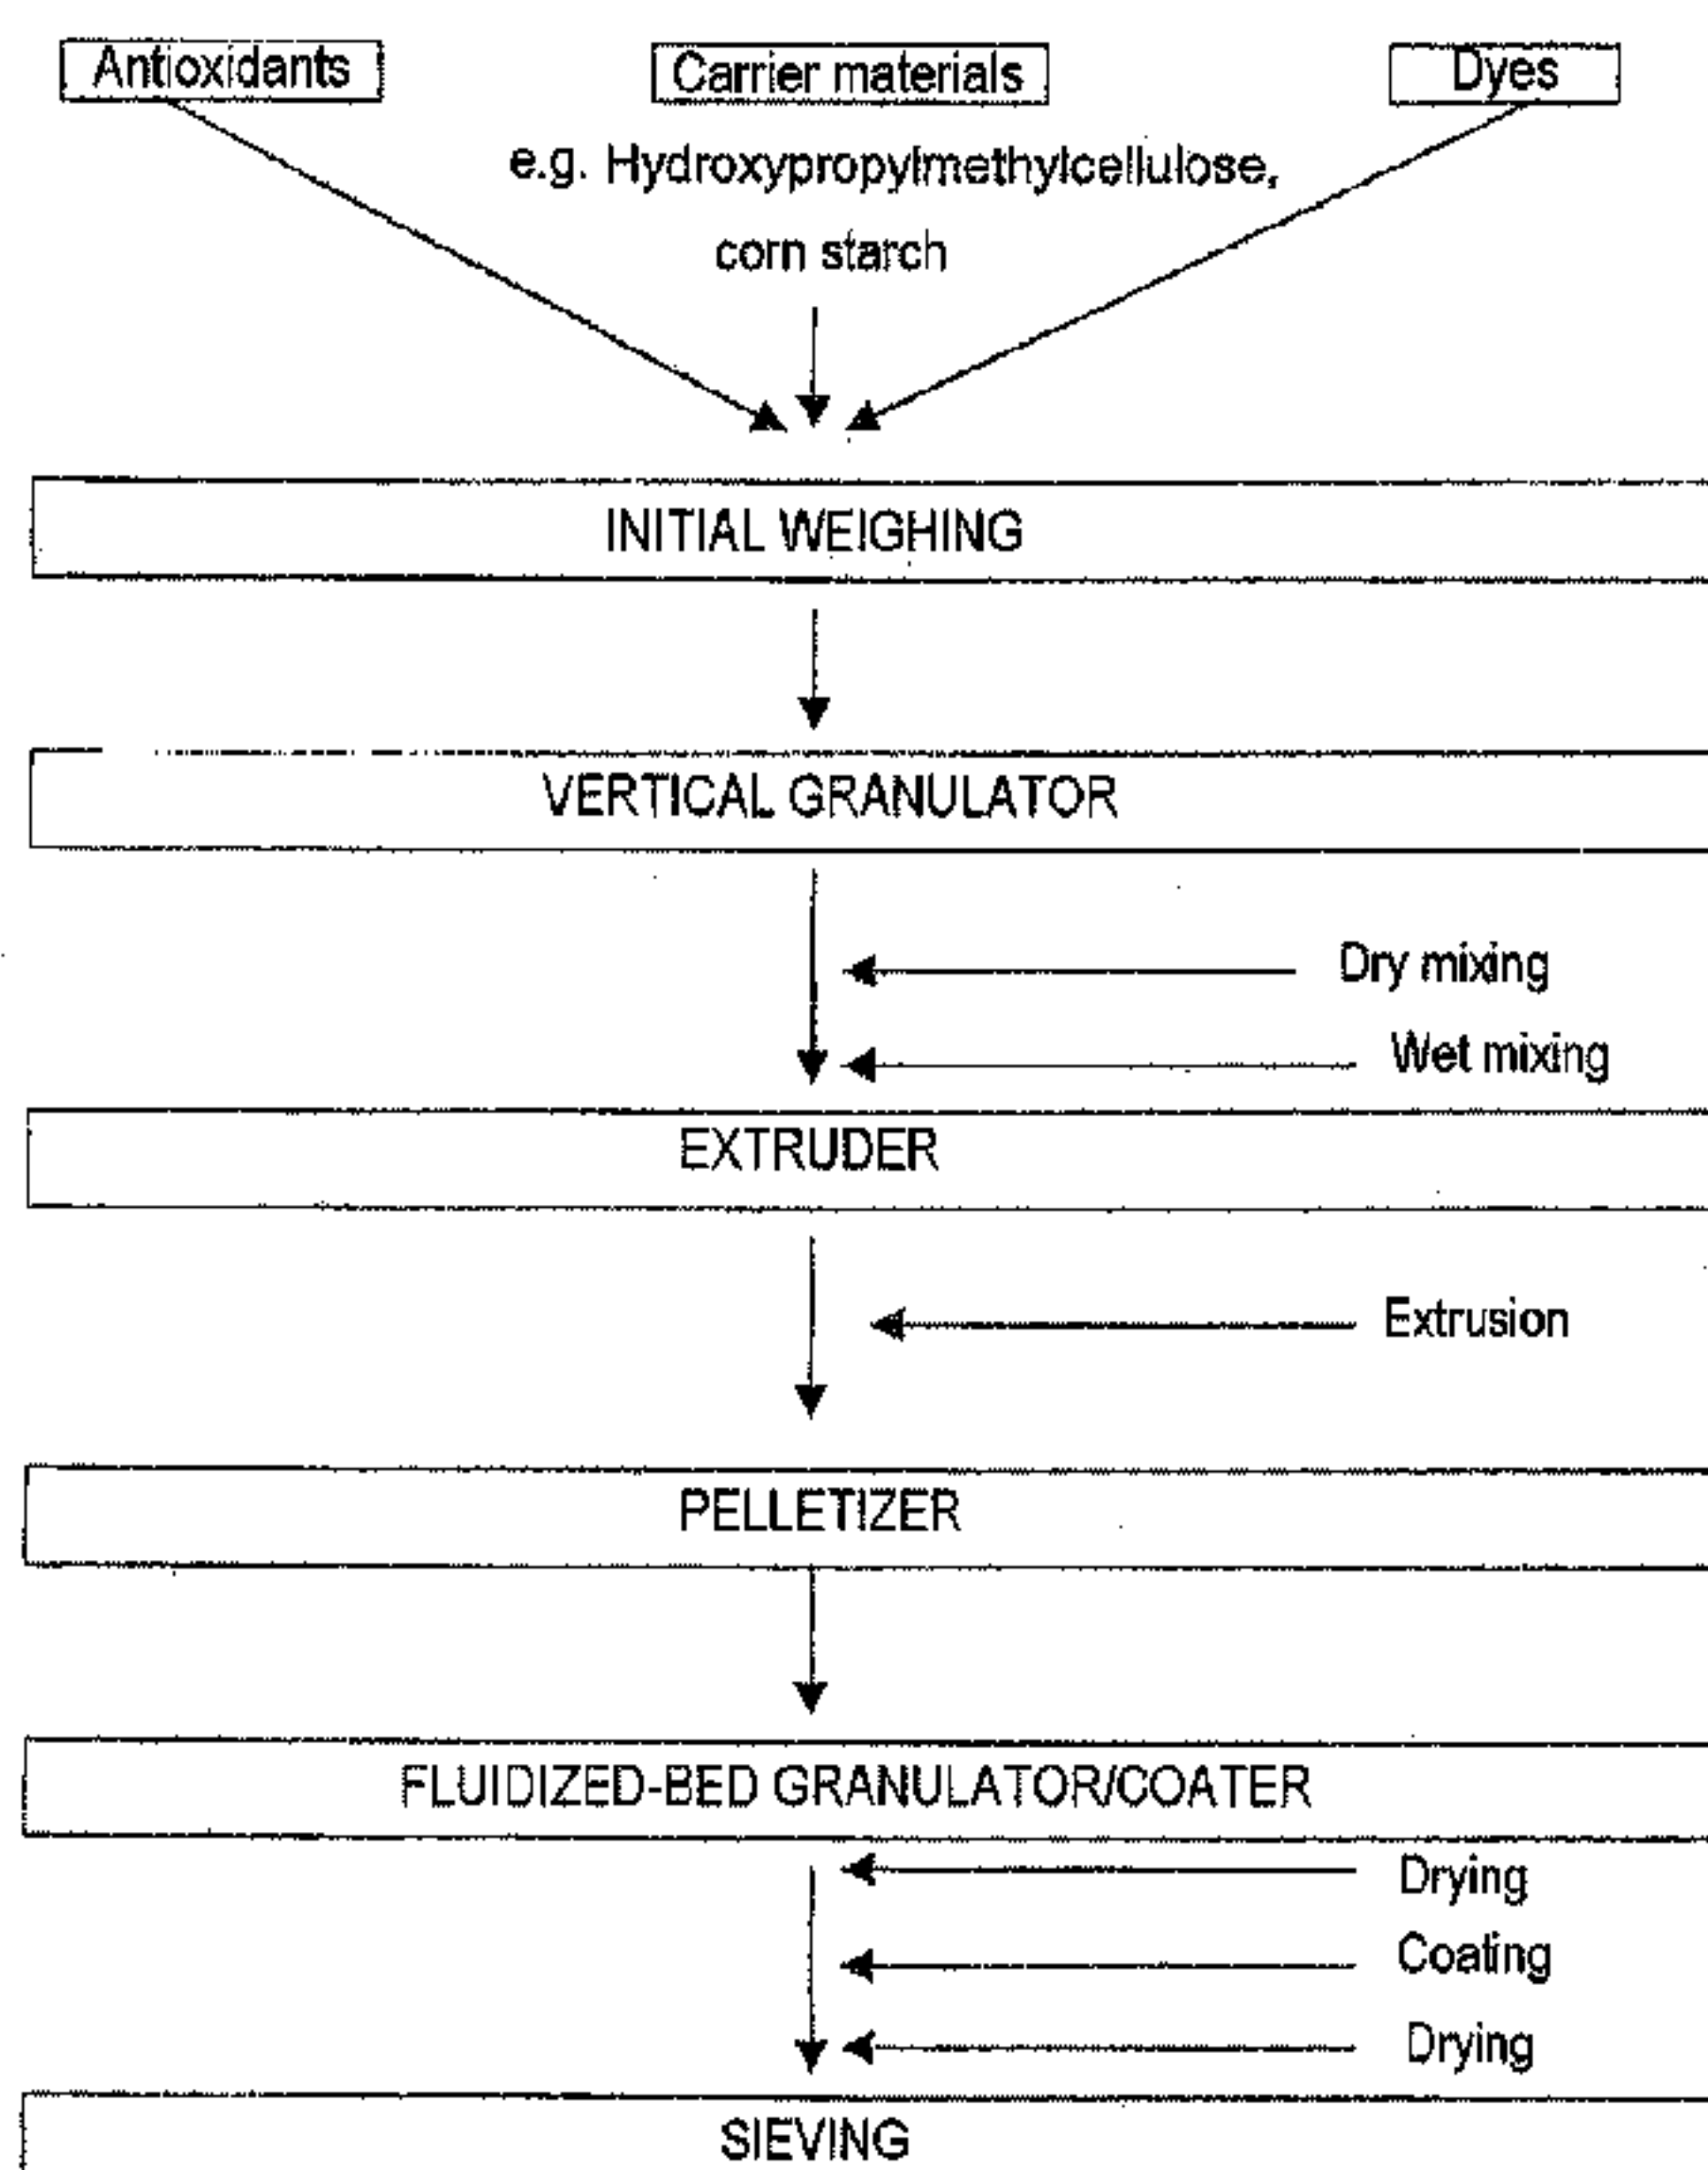 Antioxidants
Carrier materials
Dyes
e.g. Hydroxypropylmethylcellulose,
corn starch
INITIAL WEIGHING
VERTICAL GRANULATOR
Dry mixing
Wet mixing
EXTRUDER
Extrusion
PELLETIZER
FLUIDIZED-BED GRANULATOR/COATER
Drying
Coating
Drying
SIEVING